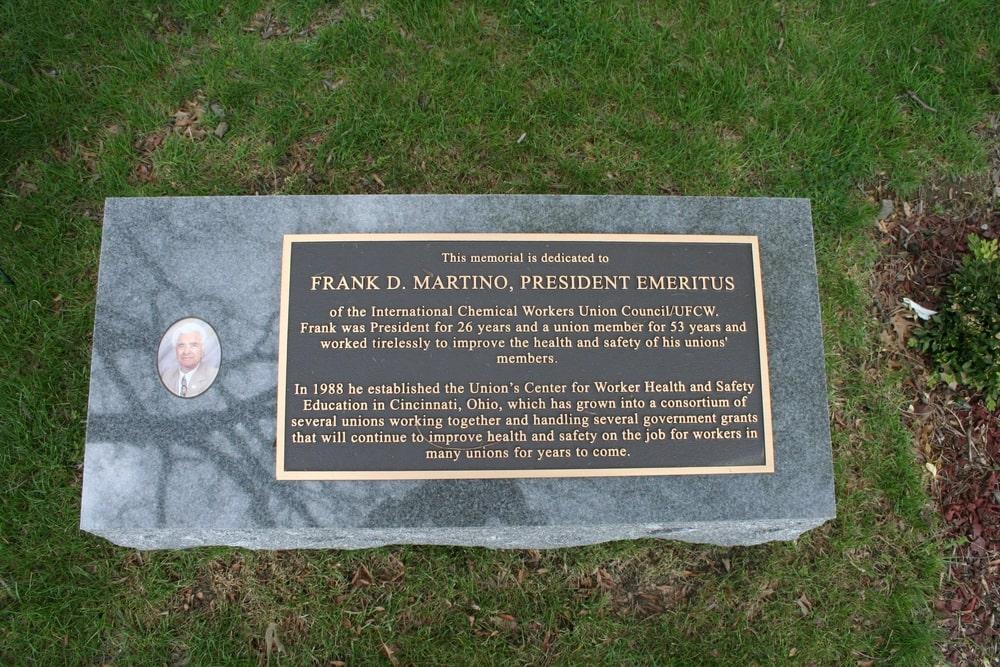 This memorial is dedicated to
FRANK D. MARTINO, PRESIDENT EMERITUS
of the International Chemical Workers Union Council/UFCW.
Frank was President for 26 years and a union member for 53 years and
worked tirelessly to improve the health and safety of his unions'
members.
In 1988 he established the Union's Center for Worker Health and Safety
Education in Cincinnati, Ohio, which has grown into a consortium of
several unions working together and handling several government grants
that will continue to improve health and safety on the job for workers in
many unions for years to come.